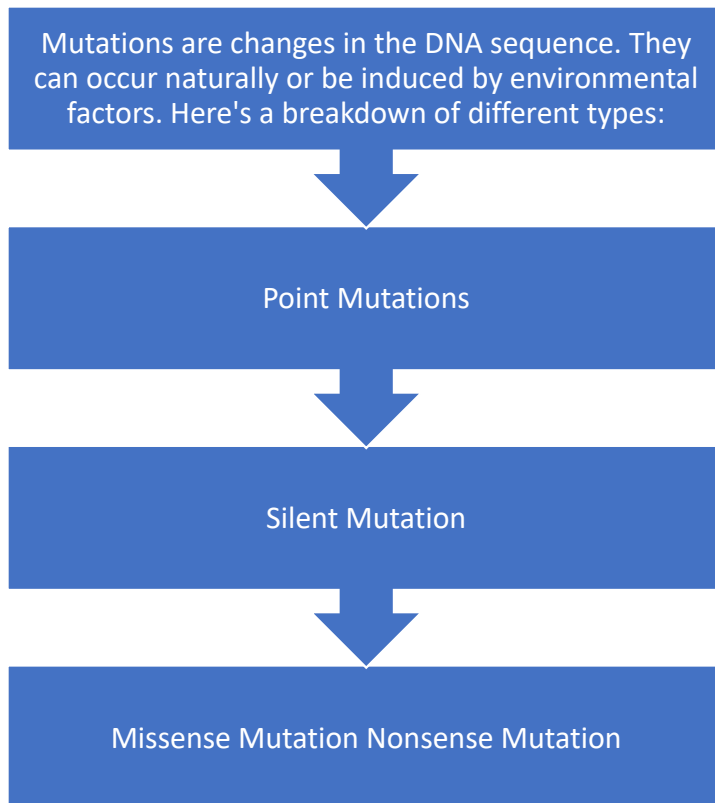 Mutations are changes in the DNA sequence. They
can occur naturally or be induced by environmental
factors. Here's a breakdown of different types:
Point Mutations
Silent Mutation
Missense Mutation Nonsense Mutation